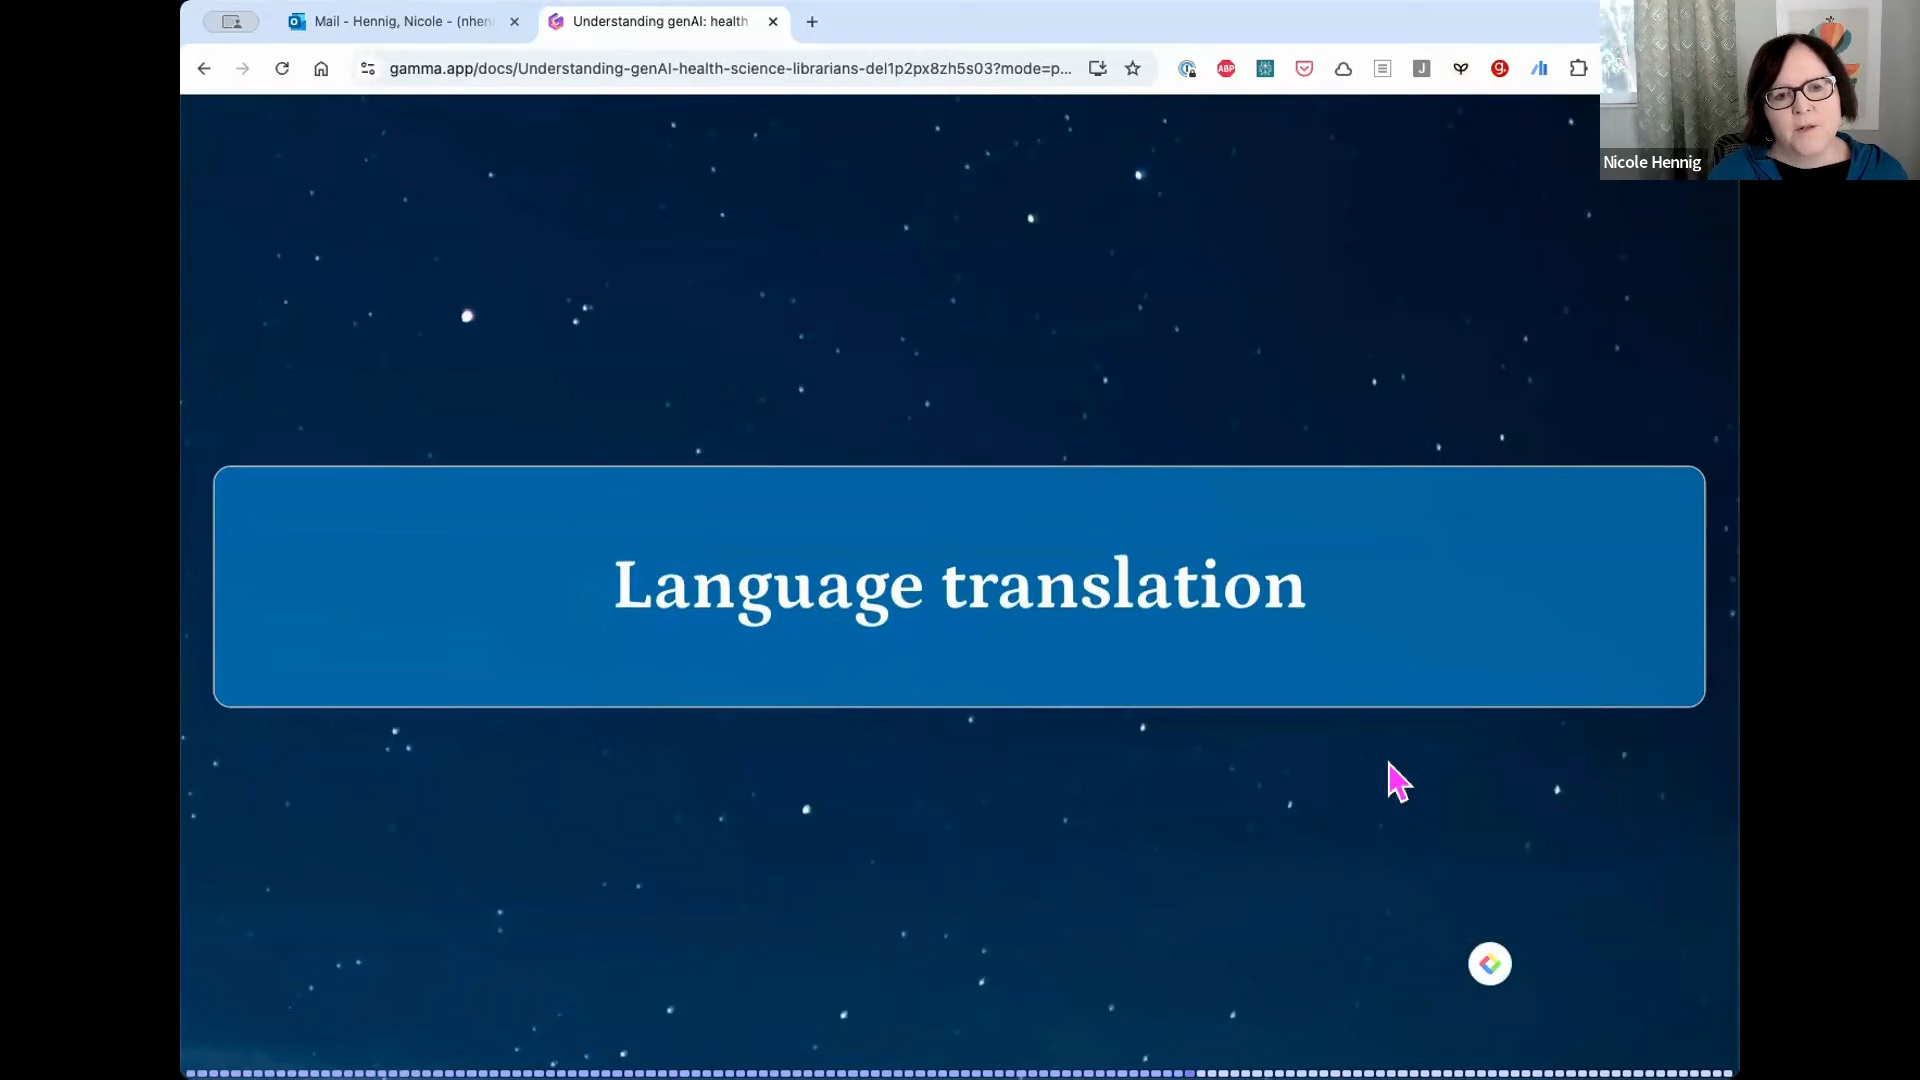 Mail - Hennig, Nicole - (nhen
Understanding genAI: health
gamma.app/docs/Understanding-genAI-health-science-librarians-del1p2px8zh5s03?mode=p...
ABP
J
g.
Nicole Hennig
Language translation